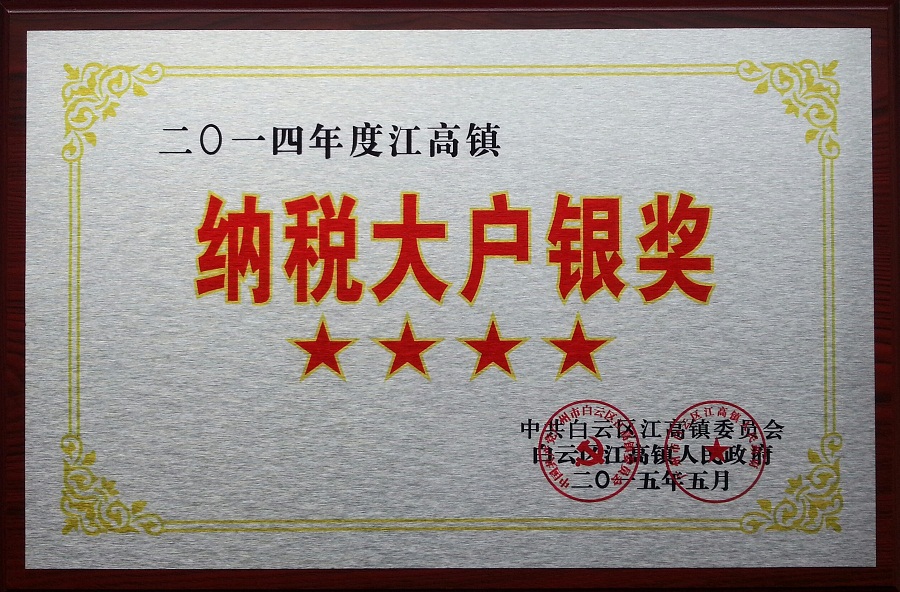 二〇一四年度江高镇
纳税大户银奖
中共白云区江高镇委员会
白云区江高镇人民政府
二〇一五年五月